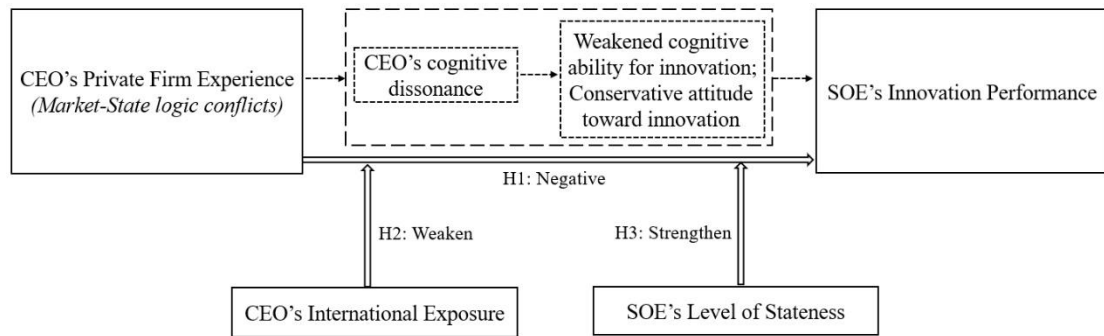 CEO’s Private Firm Experience
(Market-State logic conflicts)
CEO’s cognitive
dissonance
Weakened cognitive
ability for innovation;
Conservative attitude
toward innovation
SOE’s Innovation Performance
H1: Negative
H2: Weaken
H3: Strengthen
CEO’s International Exposure
SOE’s Level of Stateness